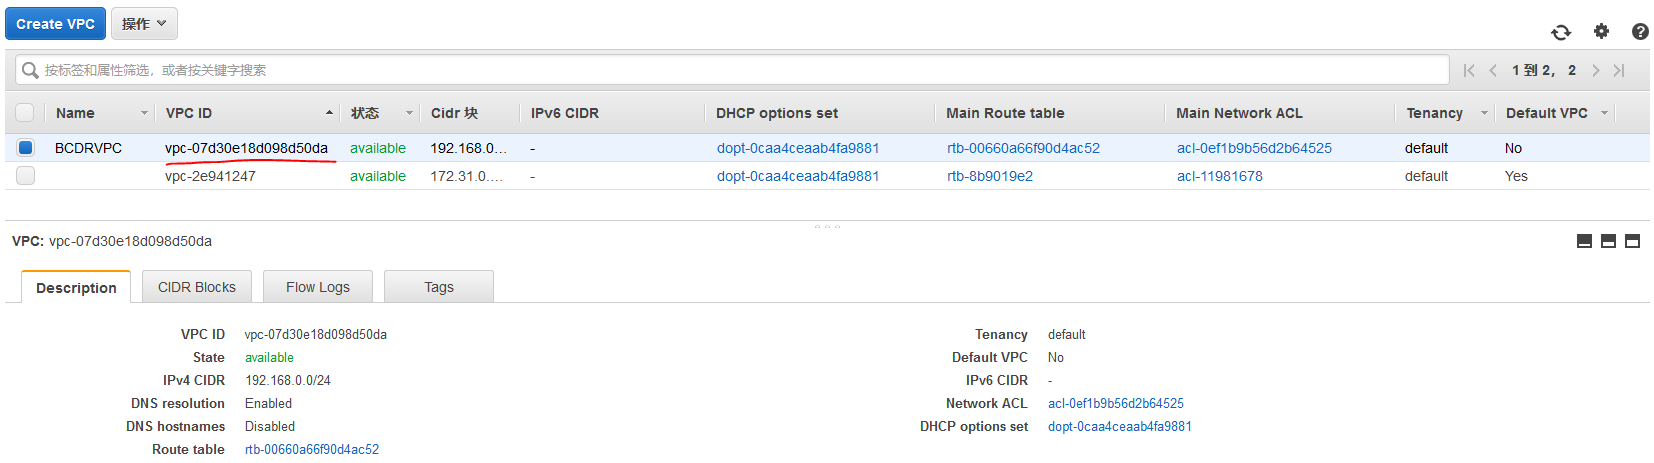 Create VPC 操作
按标签和属性筛选，或者按关键字搜索 1 到 2， 2
Name VPC ID 状态 Cidr 块 IPv6 CIDR DHCP options set Main Route table Main Network ACL Tenancy Default VPC
BCDRVPC vpc-07d30e18d098d50da available 192.168.0... - dopt-0caa4ceaab4fa9881 rtb-00660a66f90d4ac52 acl-0ef1b9b56d2b64525 default No
vpc-2e941247 available 172.31.0.... - dopt-0caa4ceaab4fa9881 rtb-8b9019e2 acl-11981678 default Yes
VPC: vpc-07d30e18d098d50da
Description CIDR Blocks Flow Logs Tags
VPC ID vpc-07d30e18d098d50da Tenancy default
State available Default VPC No
IPv4 CIDR 192.168.0.0/24 IPv6 CIDR -
DNS resolution Enabled Network ACL acl-0ef1b9b56d2b64525
DNS hostnames Disabled DHCP options set dopt-0caa4ceaab4fa9881
Route table rtb-00660a66f90d4ac52